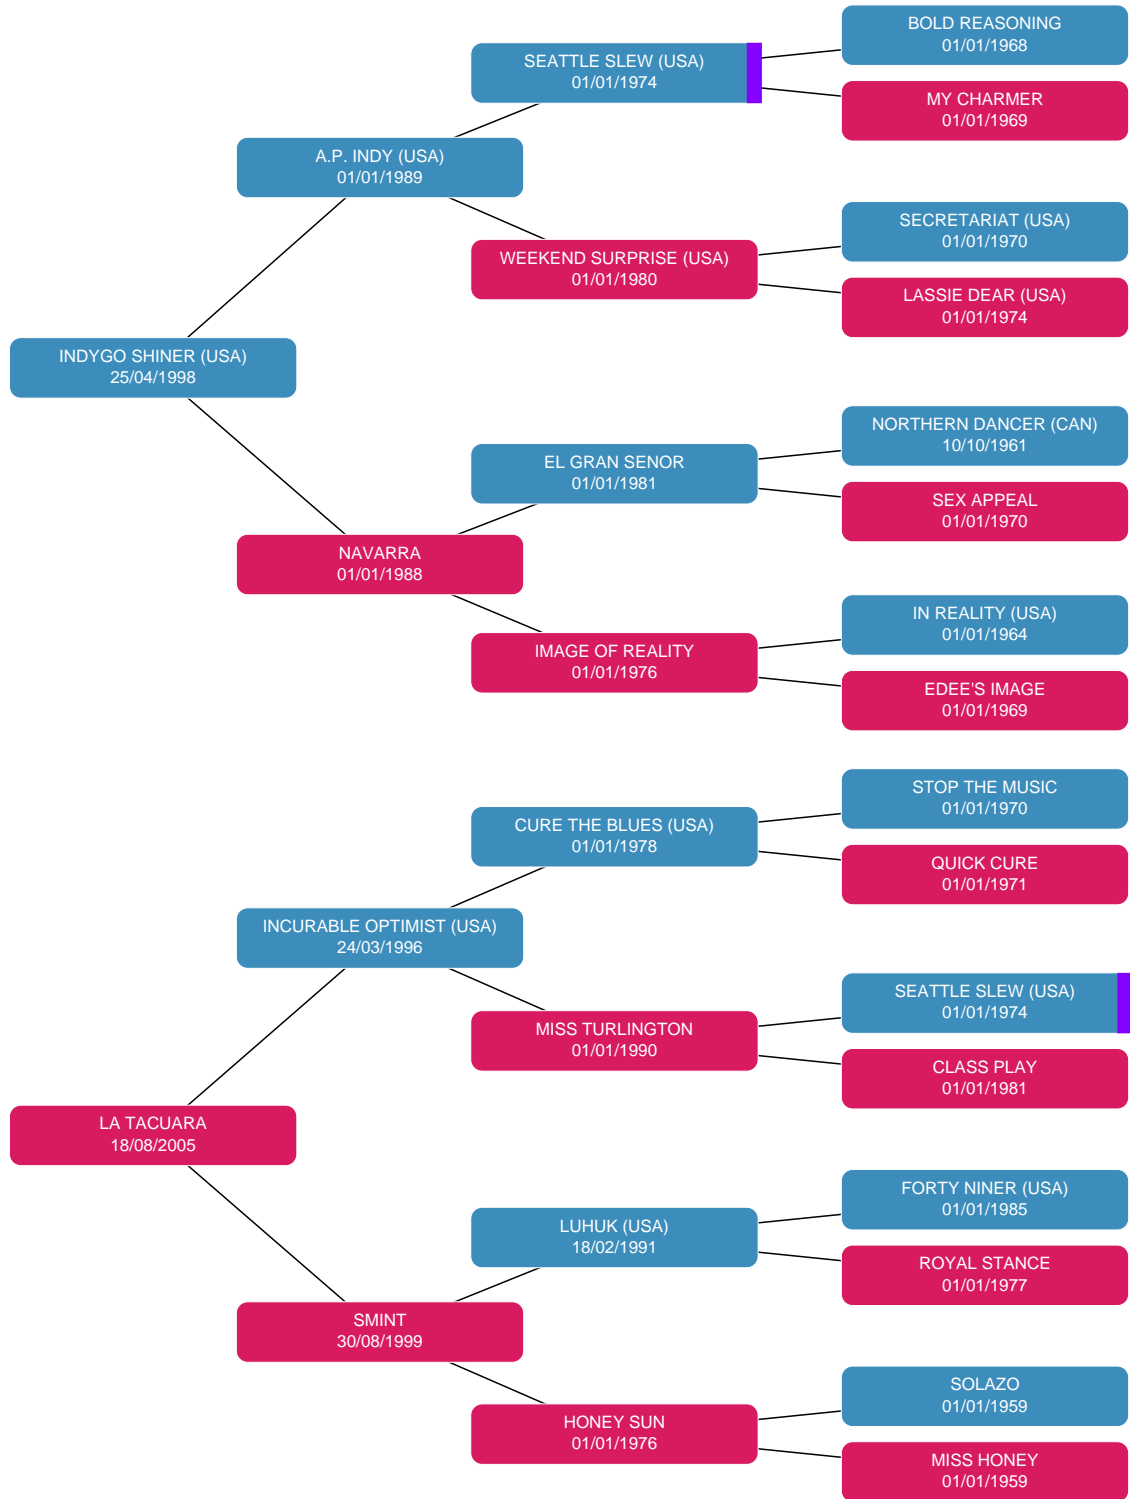 BOLD REASONING
01/01/1968
SEATTLE SLEW (USA)
01/01/1974
MY CHARMER
01/01/1969
A.P. INDY (USA)
01/01/1989
SECRETARIAT (USA)
01/01/1970
WEEKEND SURPRISE (USA)
01/01/1980
LASSIE DEAR (USA)
01/01/1974
INDYGO SHINER (USA)
25/04/1998
NORTHERN DANCER (CAN)
10/10/1961
EL GRAN SENOR
01/01/1981
SEX APPEAL
01/01/1970
NAVARRA
01/01/1988
IN REALITY (USA)
01/01/1964
IMAGE OF REALITY
01/01/1976
EDEE'S IMAGE
01/01/1969
STOP THE MUSIC
01/01/1970
CURE THE BLUES (USA)
01/01/1978
QUICK CURE
01/01/1971
INCURABLE OPTIMIST (USA)
24/03/1996
SEATTLE SLEW (USA)
01/01/1974
MISS TURLINGTON
01/01/1990
CLASS PLAY
01/01/1981
LA TACUARA
18/08/2005
FORTY NINER (USA)
01/01/1985
LUHUK (USA)
18/02/1991
ROYAL STANCE
01/01/1977
SMINT
30/08/1999
SOLAZO
01/01/1959
HONEY SUN
01/01/1976
MISS HONEY
01/01/1959